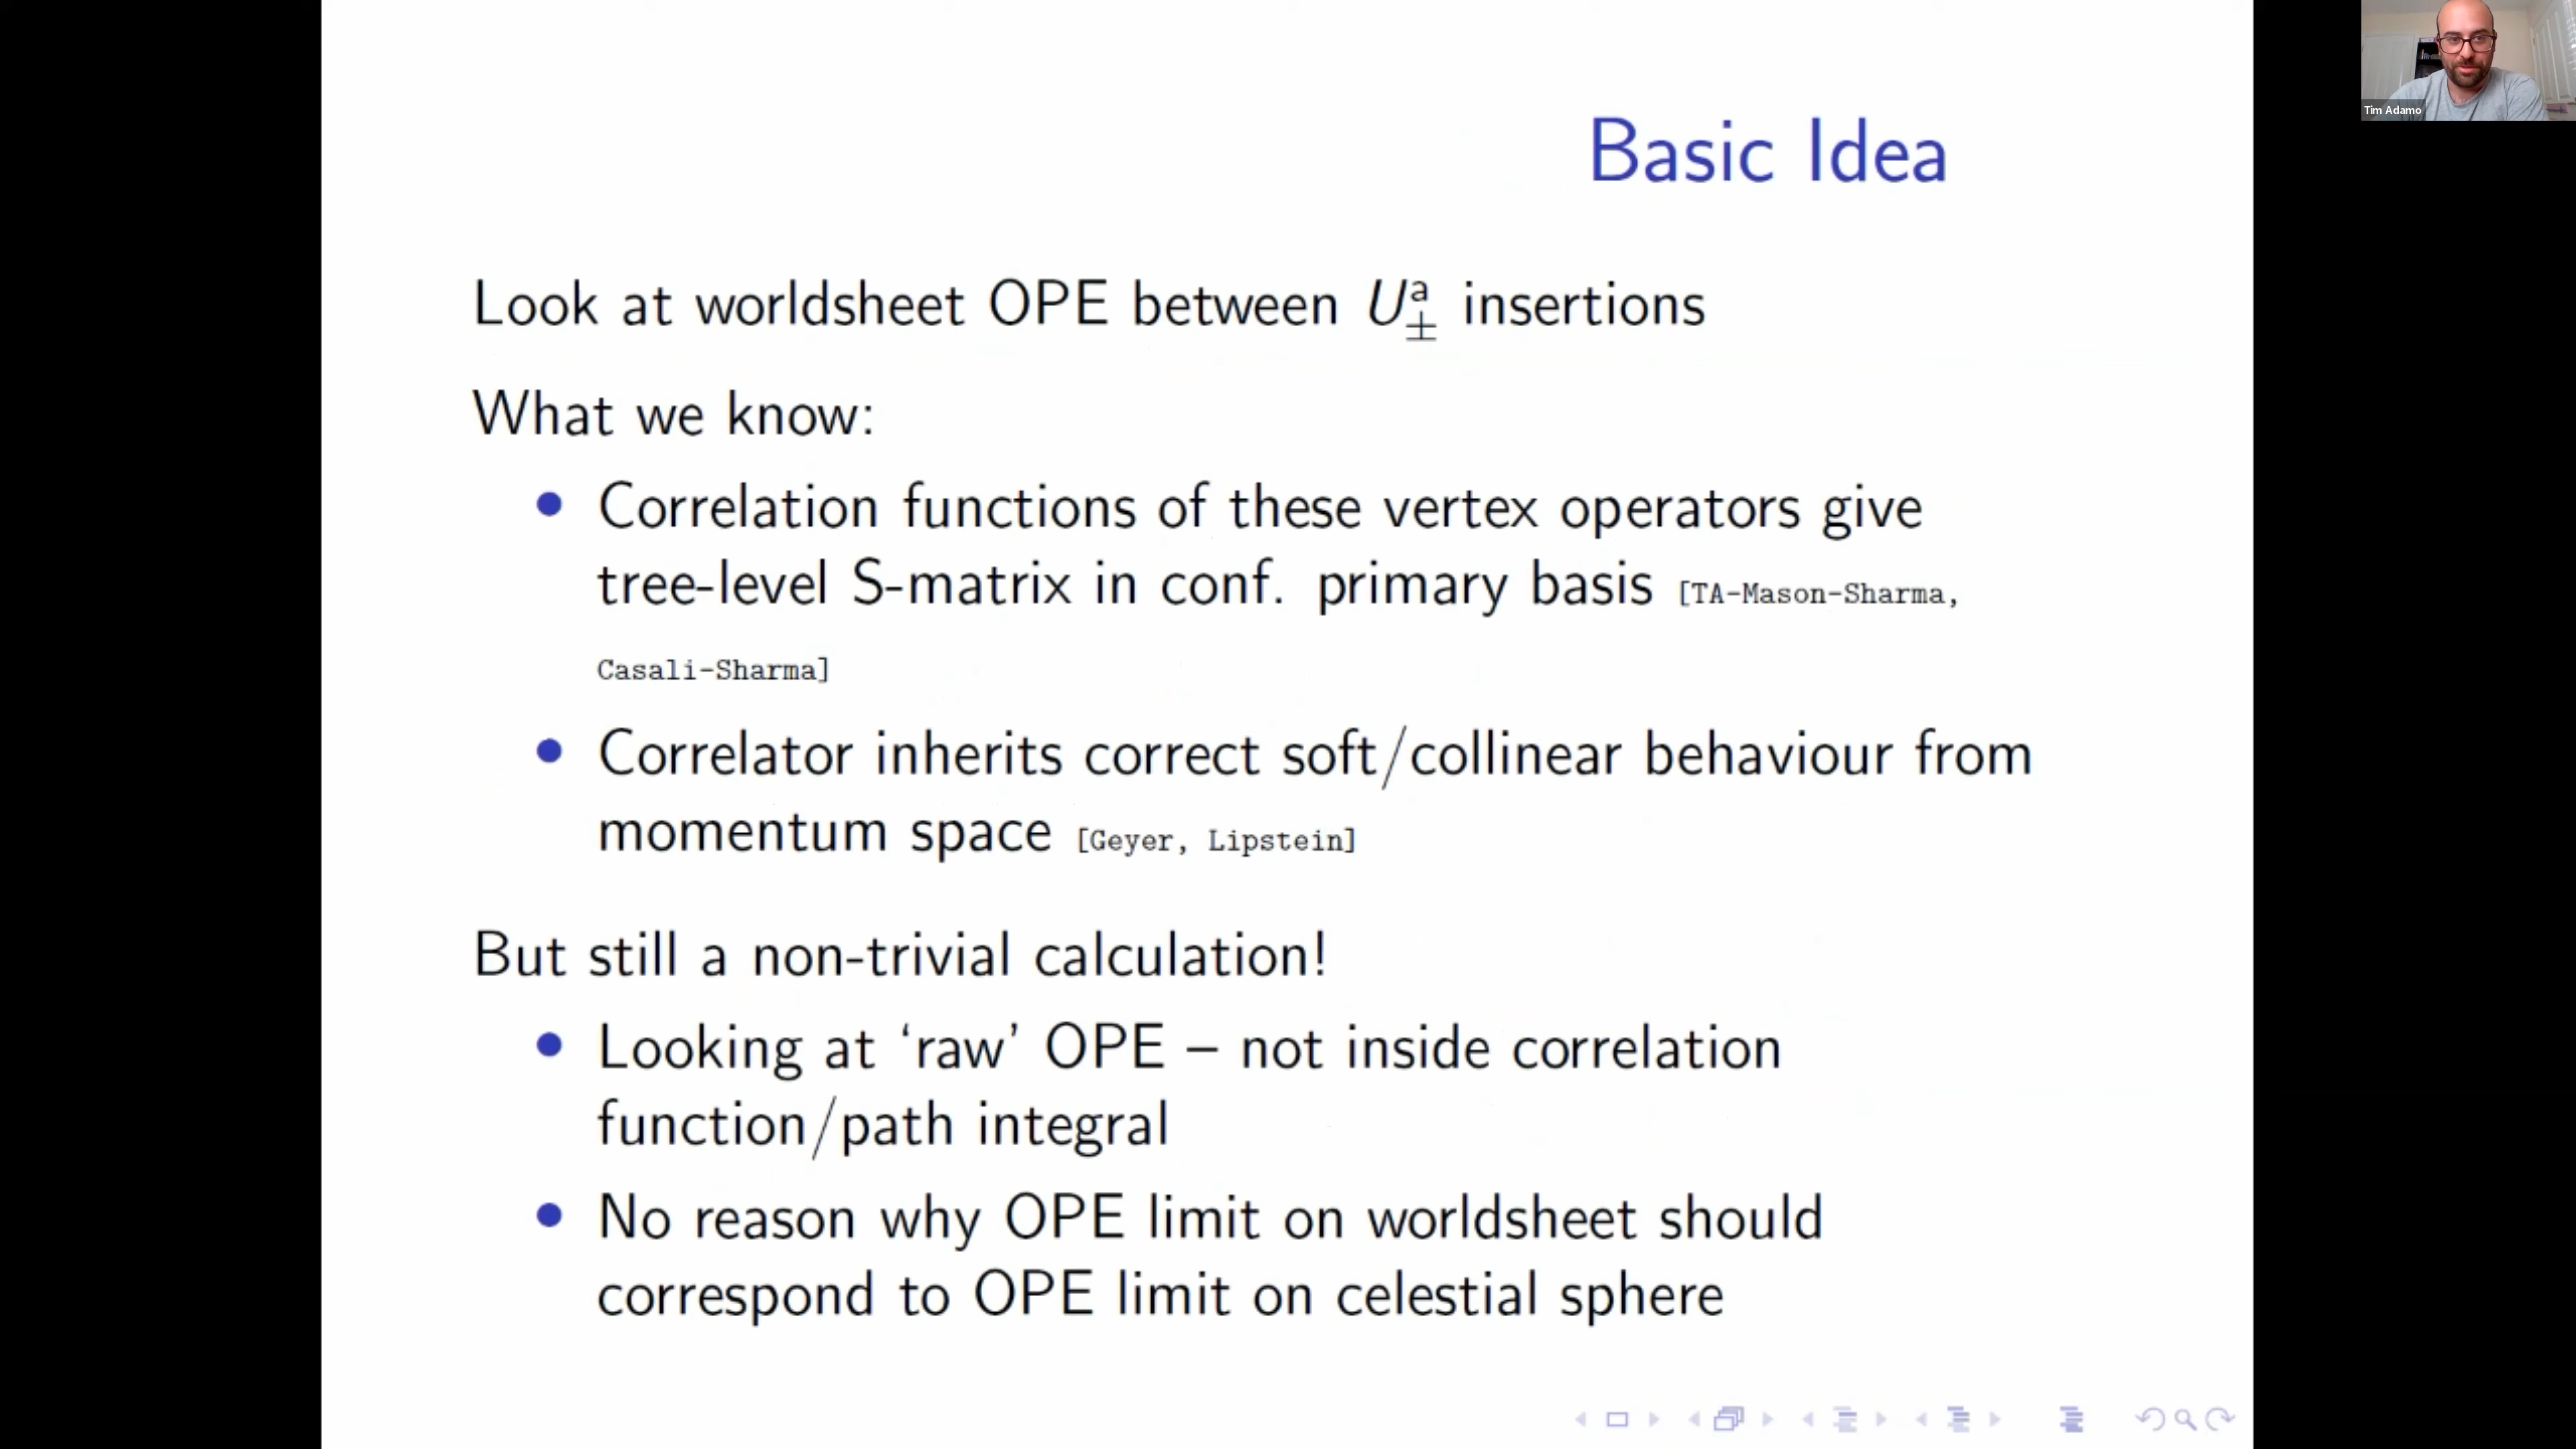 Tim Adamo
Basic Idea
Look at worldsheet OPE between U^a_± insertions
What we know:
• Correlation functions of these vertex operators give
tree-level S-matrix in conf. primary basis [TA-Mason-Sharma,
Casali-Sharma]
• Correlator inherits correct soft/collinear behaviour from
momentum space [Geyer, Lipstein]
But still a non-trivial calculation!
• Looking at ‘raw’ OPE – not inside correlation
function/path integral
• No reason why OPE limit on worldsheet should
correspond to OPE limit on celestial sphere